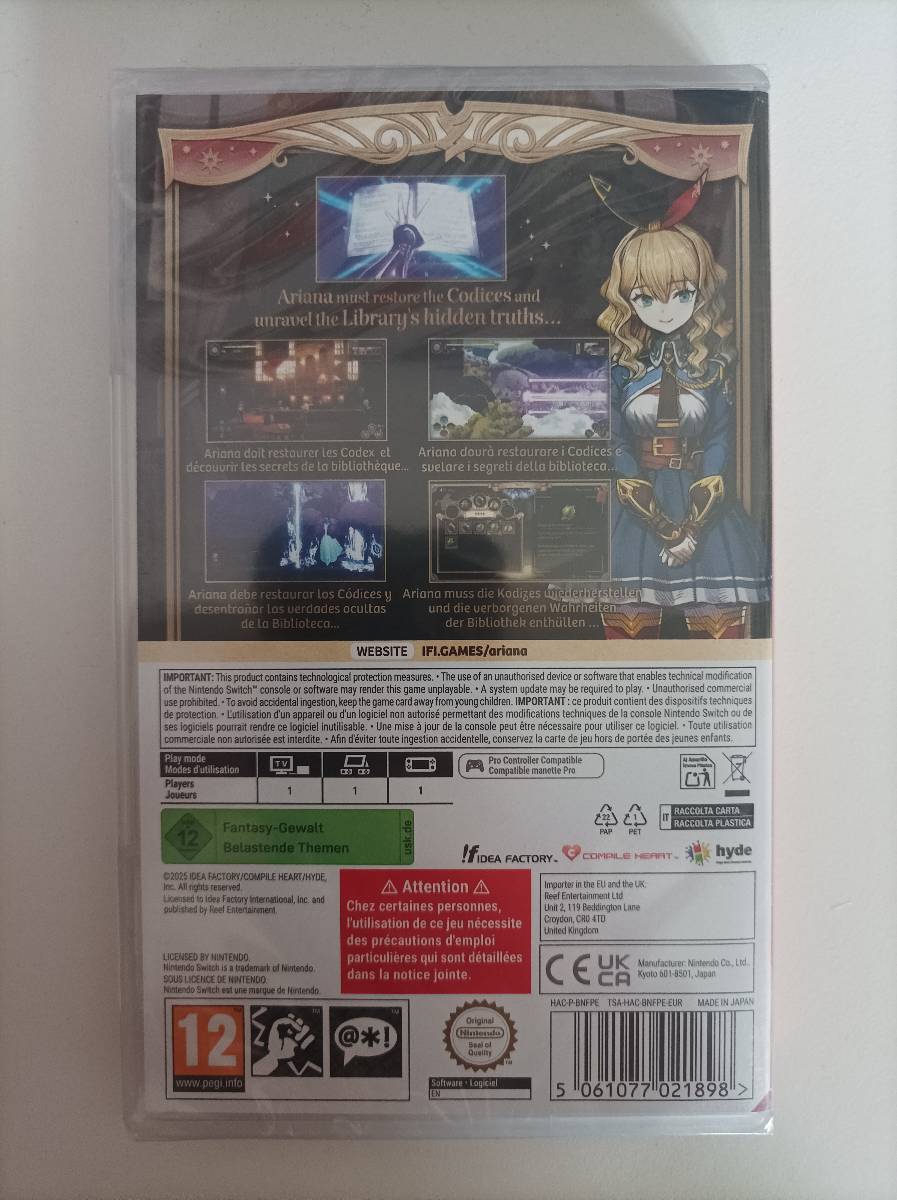 Ariana must restore the Codices and
unravel the Library's hidden truths...
Ariana doit restaurer les Codex et
découvrir les secrets de la bibliothèque...
Ariana dovrà restaurare i Codices e
svelare i segreti della biblioteca...
Ariana debe restaurar los Códices y
desentrañar las verdades ocultas
de la Biblioteca...
Ariana muss die Kodizes wiederherstellen
und die verborgenen Wahrheiten
der Bibliothek enthüllen ...
WEBSITE IFI.GAMES/ariana
IMPORTANT: This product contains technological protection measures. • The use of an unauthorised device or software that enables technical modification
of the Nintendo Switch™ console or software may render this game unplayable. • A system update may be required to play. • Unauthorised commercial
use prohibited. • To avoid accidental ingestion, keep the game card away from young children. IMPORTANT : ce produit contient des dispositifs techniques
de protection. • L'utilisation d'un appareil ou d'un logiciel non autorisé permettant des modifications techniques de la console Nintendo Switch ou de
ses logiciels pourrait rendre ce logiciel inutilisable. • Une mise à jour de la console peut être nécessaire pour utiliser ce logiciel. • Toute utilisation
commerciale non autorisée est interdite. • Afin d'éviter toute ingestion accidentelle, conservez la carte de jeu hors de portée des jeunes enfants.
Play mode
Modes d'utilisation
TV
Players
Joueurs
1 1 1
Pro Controller Compatible
Compatible manette Pro
22
PAP
1
PET
IT
RACCOLTA CARTA
RACCOLTA PLASTICA
12
Fantasy-Gewalt
Belastende Themen
usk.de
!f IDEA FACTORY™
COMPILE HEART™
hyde
©2025 IDEA FACTORY/COMPILE HEART/HYDE,
Inc. All rights reserved.
Licensed to Idea Factory International, Inc. and
published by Reef Entertainment.
LICENSED BY NINTENDO.
Nintendo Switch is a trademark of Nintendo.
SOUS LICENCE DE NINTENDO.
Nintendo Switch est une marque de Nintendo.
⚠ Attention ⚠
Chez certaines personnes,
l'utilisation de ce jeu nécessite
des précautions d'emploi
particulières qui sont détaillées
dans la notice jointe.
Importer in the EU and the UK:
Reef Entertainment Ltd
Unit 2, 119 Beddington Lane
Croydon, CR0 4TD
United Kingdom
CE UK
CA
Manufacturer: Nintendo Co., Ltd.,
Kyoto 601-8501, Japan
HAC-P-BNFPE TSA-HAC-BNFPE-EUR MADE IN JAPAN
12
www.pegi.info
@*!
Original
Nintendo
Seal of
Quality
Software • Logiciel
EN
5 061077 021898 >